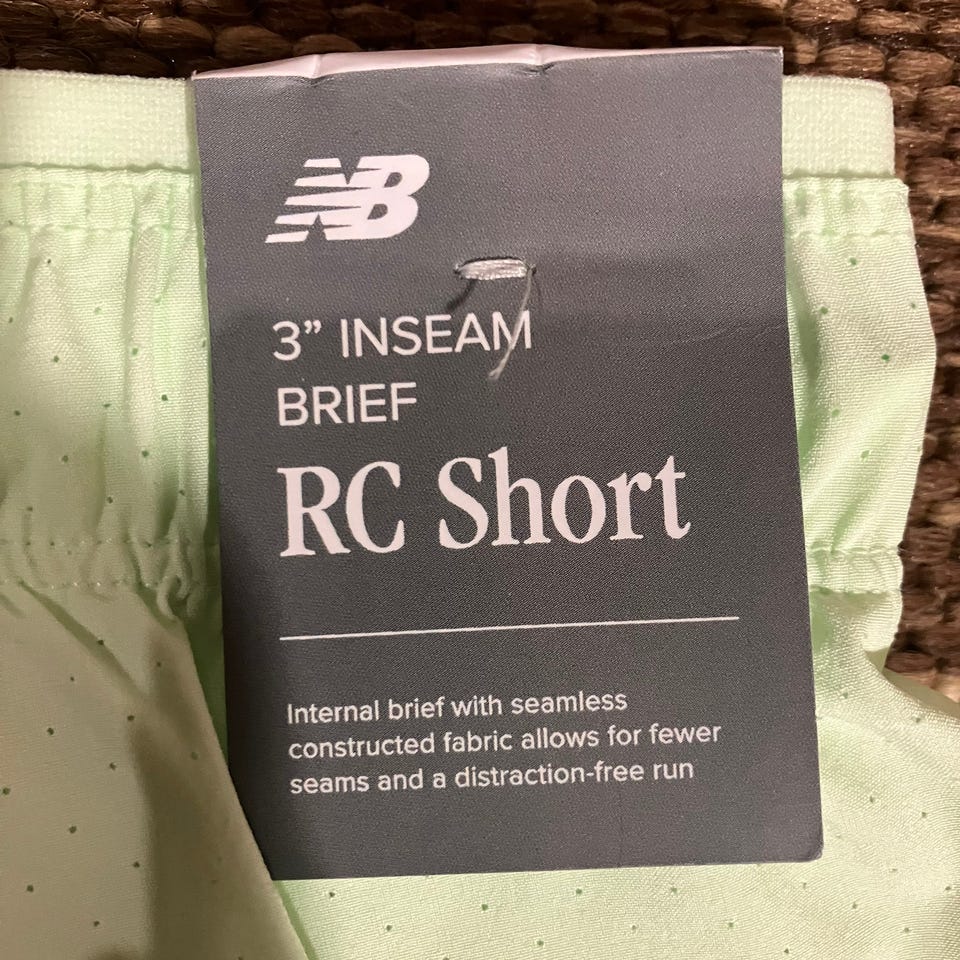 NB
3” INSEAM
BRIEF
RC Short
Internal brief with seamless
constructed fabric allows for fewer
seams and a distraction-free run